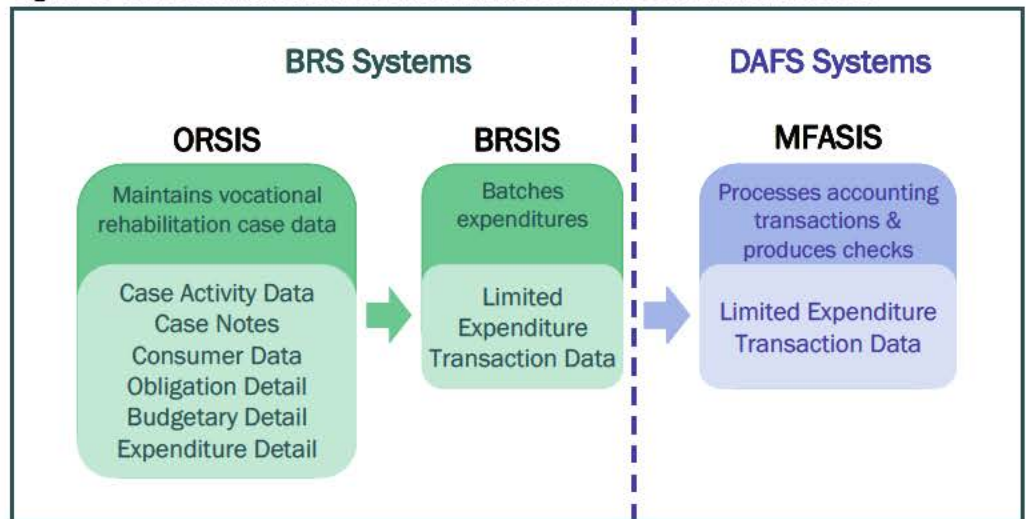 BRS Systems
DAFS Systems
ORSIS
BRSIS
MFASIS
Maintains vocational
rehabilitation case data
Case Activity Data
Case Notes
Consumer Data
Obligation Detail
Budgetary Detail
Expenditure Detail
Batches
expenditures
Limited
Expenditure
Transaction Data
Processes accounting
transactions &
produces checks
Limited Expenditure
Transaction Data